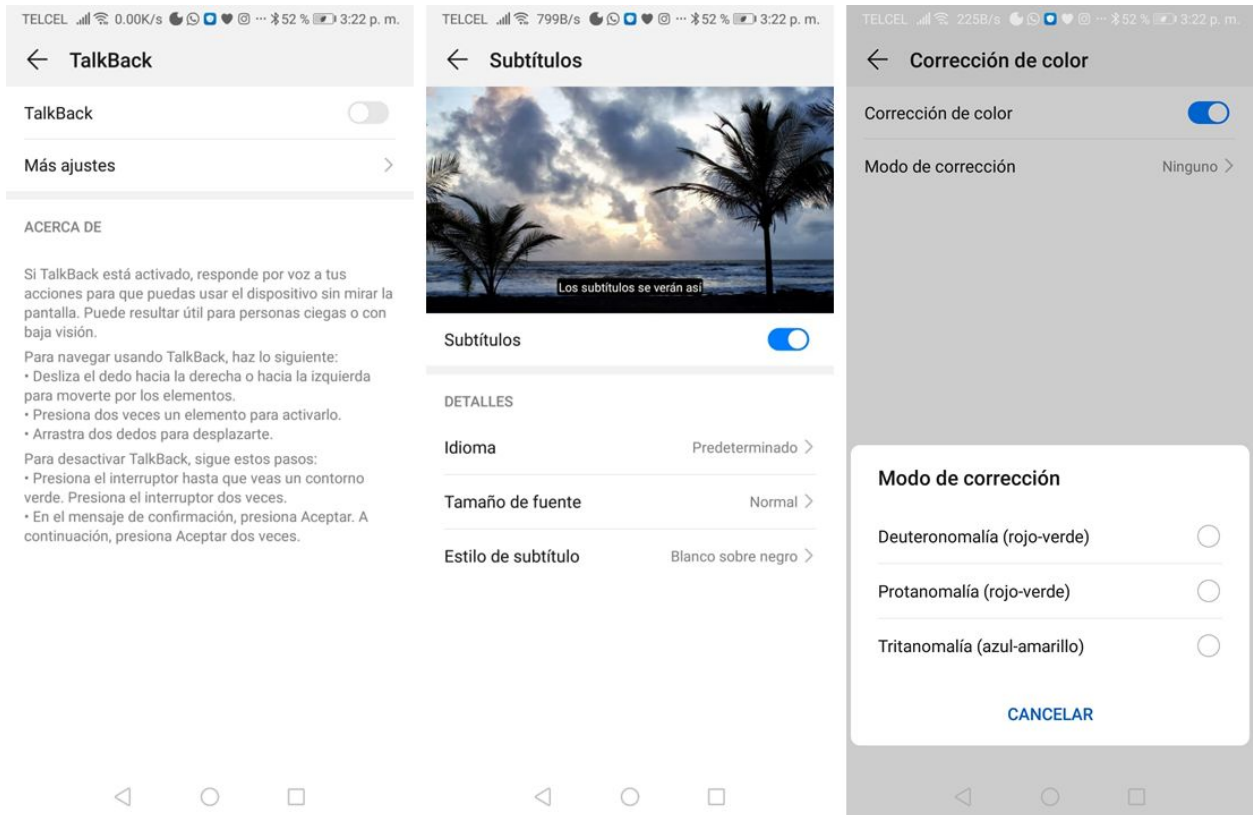 TELCEL 0.00K/s 52 % 3:22 p. m.
TalkBack
TalkBack
Más ajustes
ACERCA DE
Si TalkBack está activado, responde por voz a tus
acciones para que puedas usar el dispositivo sin mirar la
pantalla. Puede resultar útil para personas ciegas o con
baja visión.
Para navegar usando TalkBack, haz lo siguiente:
• Desliza el dedo hacia la derecha o hacia la izquierda
para moverte por los elementos.
• Presiona dos veces un elemento para activarlo.
• Arrastra dos dedos para desplazarte.
Para desactivar TalkBack, sigue estos pasos:
• Presiona el interruptor hasta que veas un contorno
verde. Presiona el interruptor dos veces.
• En el mensaje de confirmación, presiona Aceptar. A
continuación, presiona Aceptar dos veces.
TELCEL 799B/s 52 % 3:22 p. m.
Subtítulos
Los subtítulos se verán así
Subtítulos
DETALLES
Idioma Predeterminado
Tamaño de fuente Normal
Estilo de subtítulo Blanco sobre negro
TELCEL 225B/s 52 % 3:22 p. m.
Corrección de color
Corrección de color
Modo de corrección Ninguno
Modo de corrección
Deuteronomalía (rojo-verde)
Protanomalía (rojo-verde)
Tritanomalía (azul-amarillo)
CANCELAR